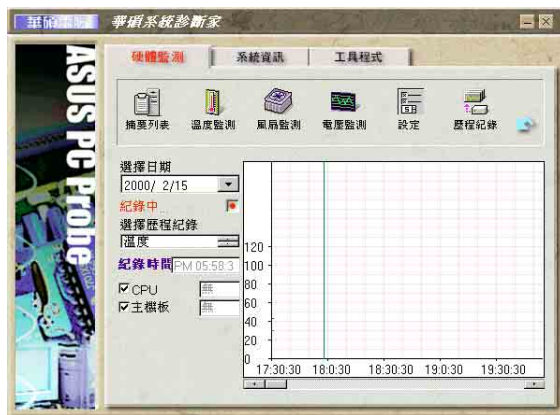 華碩系統診斷家
ASUS PC Probe
硬體監測 系統資訊 工具程式
摘要列表 溫度監測 風扇監測 電壓監測 設定 歷程紀錄
選擇日期
2000/ 2/15
紀錄中
選擇歷程紀錄
溫度
紀錄時間 PM 05:58:3
CPU 無
主機板 無
120
100
80
60
40
20
0
17:30:30 18:0:30 18:30:30 19:0:30 19:30:30